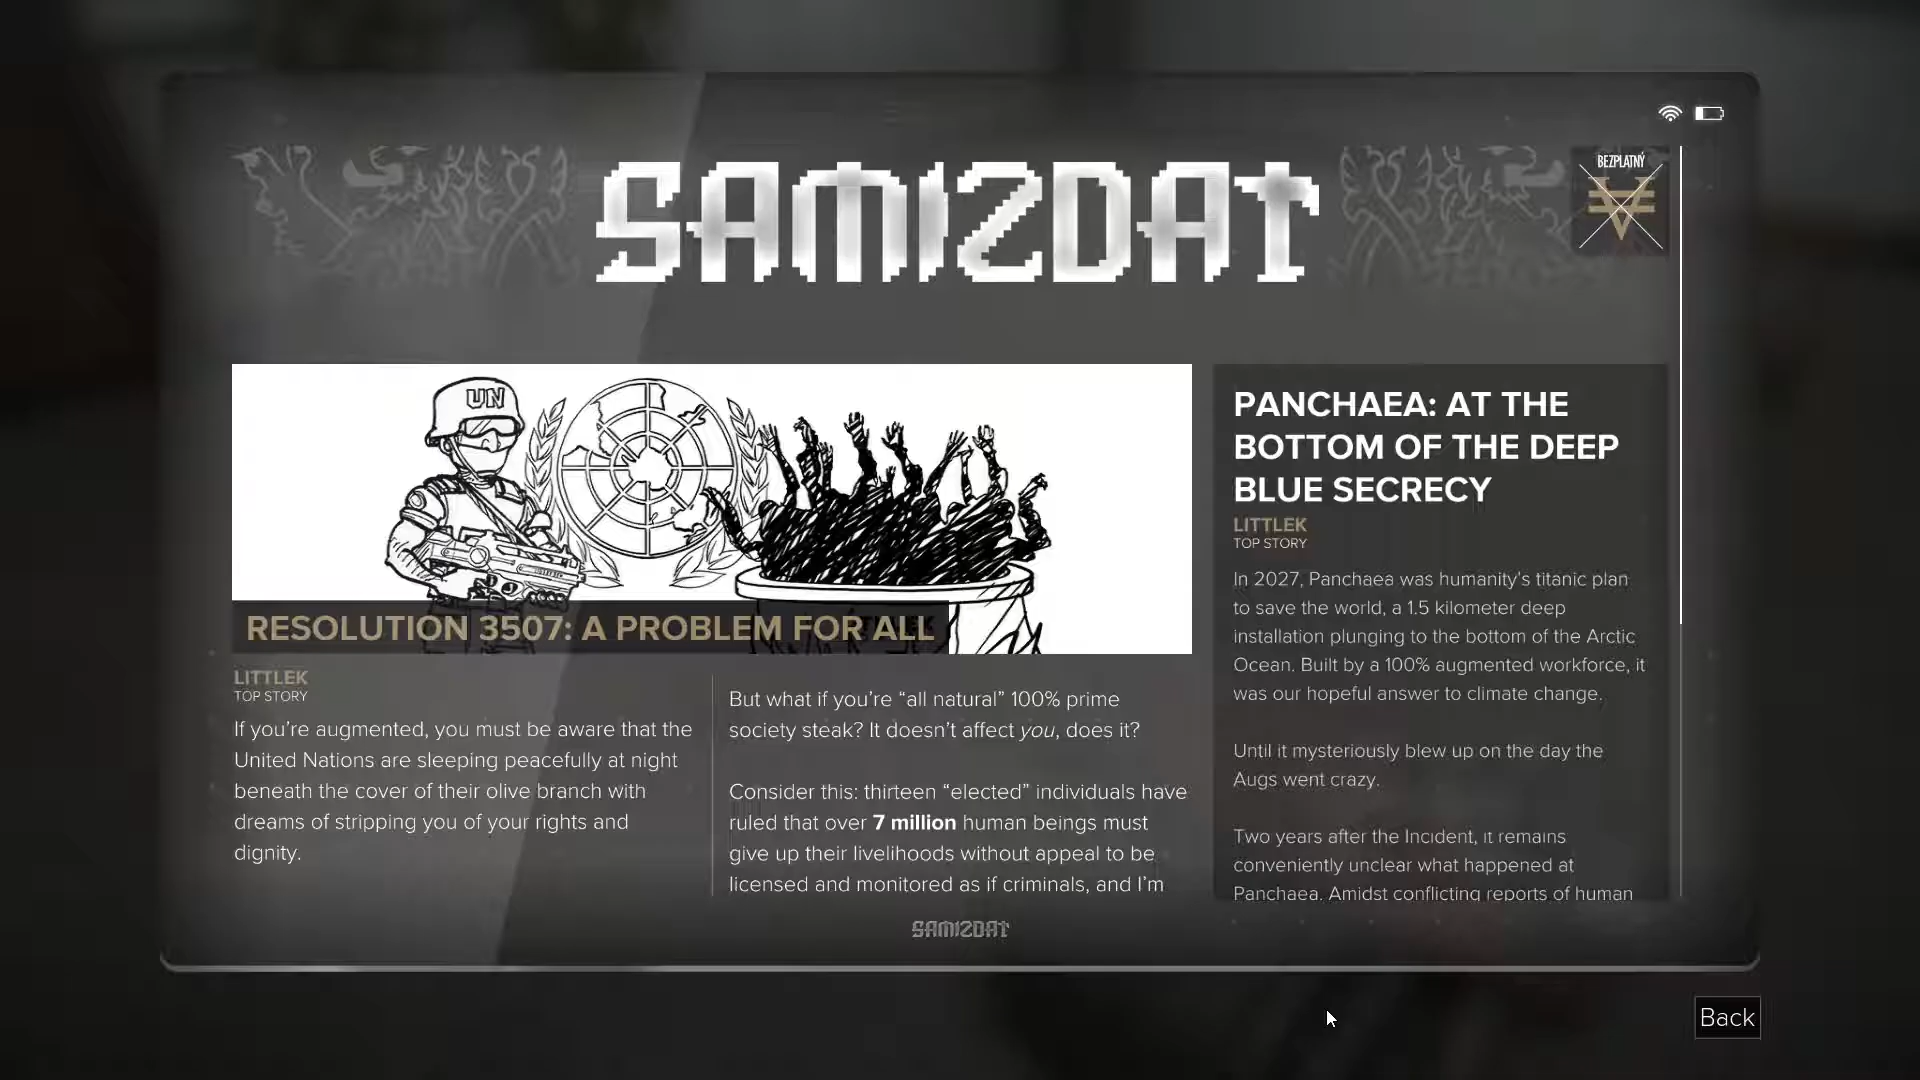 BEZPLATNÝ
SAMIZDAT
UN
RESOLUTION 3507: A PROBLEM FOR ALL
LITTLEK
TOP STORY
If you’re augmented, you must be aware that the
United Nations are sleeping peacefully at night
beneath the cover of their olive branch with
dreams of stripping you of your rights and
dignity.
But what if you’re “all natural” 100% prime
society steak? It doesn’t affect you, does it?
Consider this: thirteen “elected” individuals have
ruled that over 7 million human beings must
give up their livelihoods without appeal to be
licensed and monitored as if criminals, and I’m
PANCHAEA: AT THE
BOTTOM OF THE DEEP
BLUE SECRECY
LITTLEK
TOP STORY
In 2027, Panchaea was humanity’s titanic plan
to save the world, a 1.5 kilometer deep
installation plunging to the bottom of the Arctic
Ocean. Built by a 100% augmented workforce, it
was our hopeful answer to climate change.
Until it mysteriously blew up on the day the
Augs went crazy.
Two years after the Incident, it remains
conveniently unclear what happened at
Panchaea. Amidst conflicting reports of human
SAMIZDAT
Back